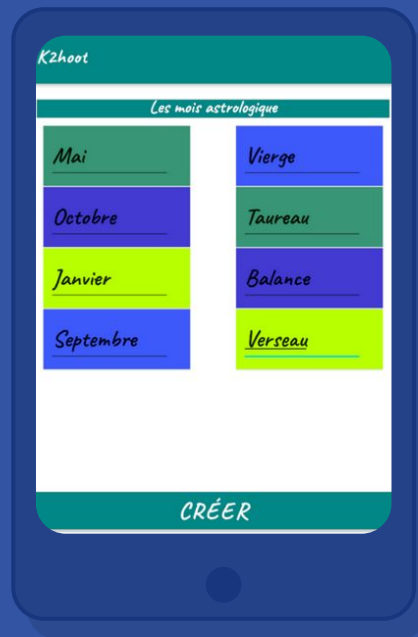 K2hoot
Les mois astrologique
Mai
Vierge
Octobre
Taureau
Janvier
Balance
Septembre
Verseau
CRÉER